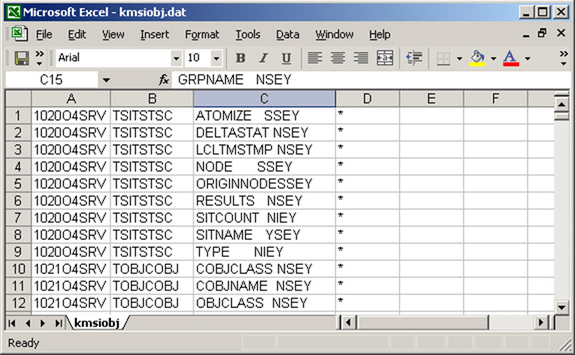 Microsoft Excel - kmsiobj.dat
File Edit View Insert Format Tools Data Window Help
Arial 10 B I U A
C15 fx GRPNAME NSEY
A B C D E F
1 1020O4SRV TSITSTSC ATOMIZE SSEY *
2 1020O4SRV TSITSTSC DELTASTAT NSEY *
3 1020O4SRV TSITSTSC LCLTMSTMP NSEY *
4 1020O4SRV TSITSTSC NODE SSEY *
5 1020O4SRV TSITSTSC ORIGINNODESSEY *
6 1020O4SRV TSITSTSC RESULTS NSEY *
7 1020O4SRV TSITSTSC SITCOUNT NIEY *
8 1020O4SRV TSITSTSC SITNAME YSEY *
9 1020O4SRV TSITSTSC TYPE NIEY *
10 1021O4SRV TOBJCOBJ COBJCLASS NSEY *
11 1021O4SRV TOBJCOBJ COBJNAME NSEY *
12 1021O4SRV TOBJCOBJ OBJCLASS NSEY *
kmsiobj
Ready